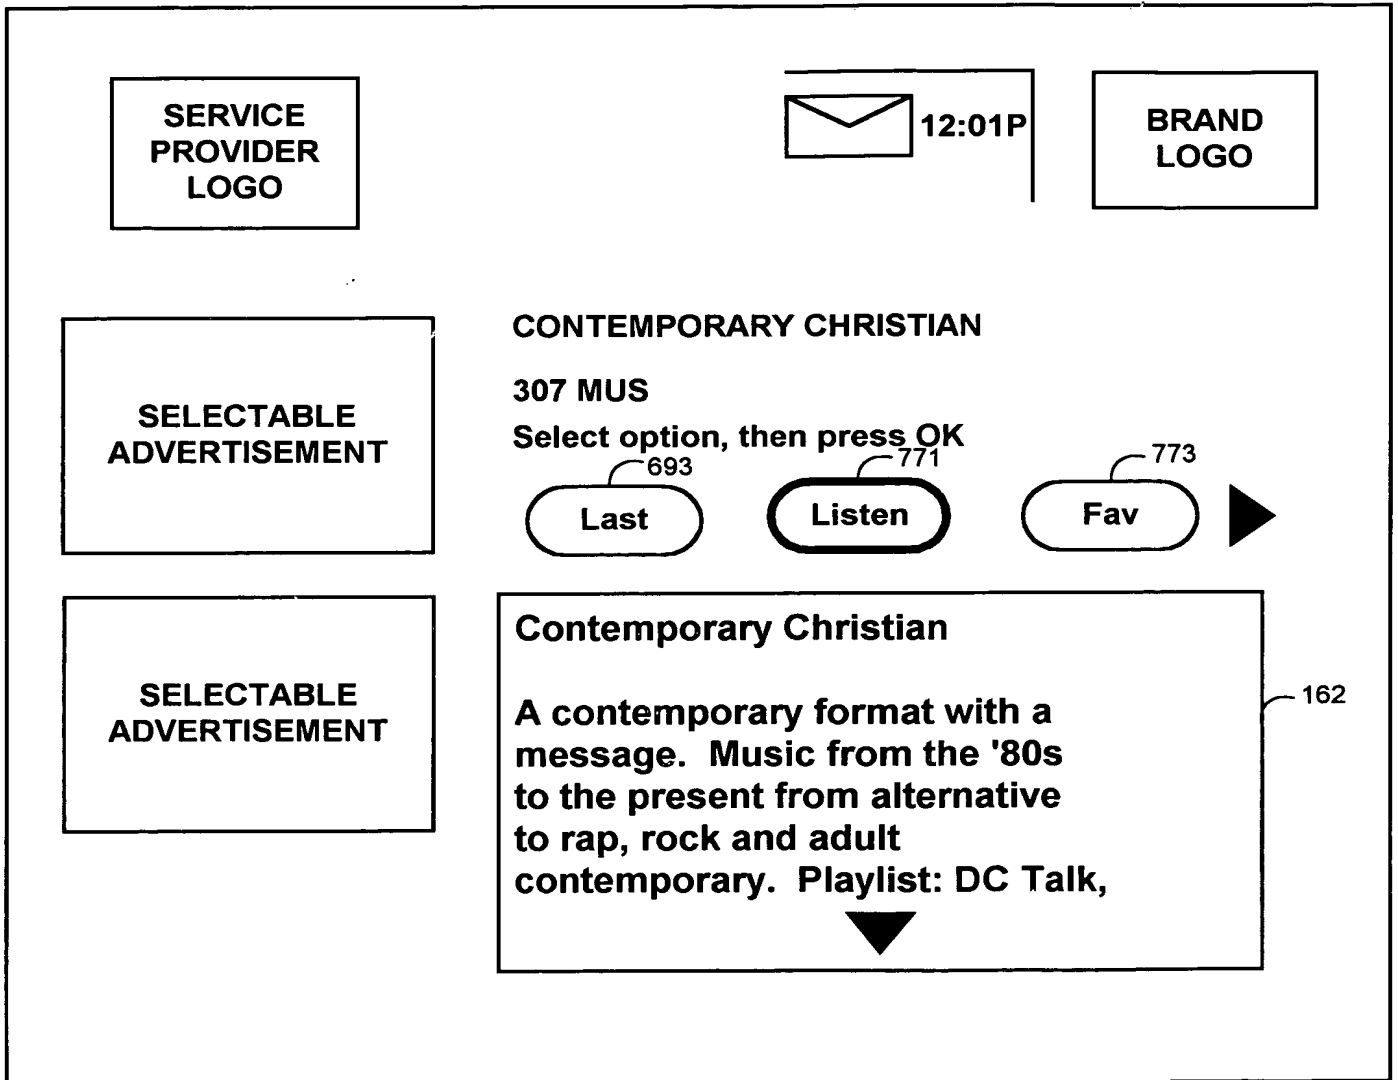 SERVICE
PROVIDER
LOGO
12:01P
BRAND
LOGO
SELECTABLE
ADVERTISEMENT
CONTEMPORARY CHRISTIAN
307 MUS
Select option, then press OK
693
771
773
Last
Listen
Fav
SELECTABLE
ADVERTISEMENT
Contemporary Christian
A contemporary format with a
message.  Music from the '80s
to the present from alternative
to rap, rock and adult
contemporary.  Playlist: DC Talk,
162